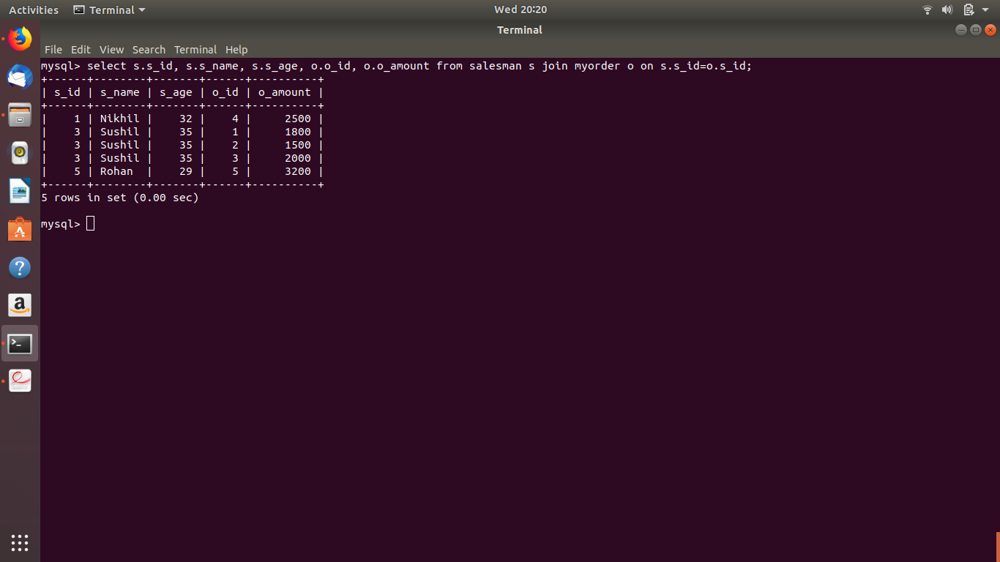 Activities Terminal Wed 20:20
Terminal
File Edit View Search Terminal Help
mysql> select s.s_id, s.s_name, s.s_age, o.o_id, o.o_amount from salesman s join myorder o on s.s_id=o.s_id;
+------+--------+-------+------+----------+
| s_id | s_name | s_age | o_id | o_amount |
+------+--------+-------+------+----------+
|    1 | Nikhil |    32 |    4 |     2500 |
|    3 | Sushil |    35 |    1 |     1800 |
|    3 | Sushil |    35 |    2 |     1500 |
|    3 | Sushil |    35 |    3 |     2000 |
|    5 | Rohan  |    29 |    5 |     3200 |
+------+--------+-------+------+----------+
5 rows in set (0.00 sec)
mysql>